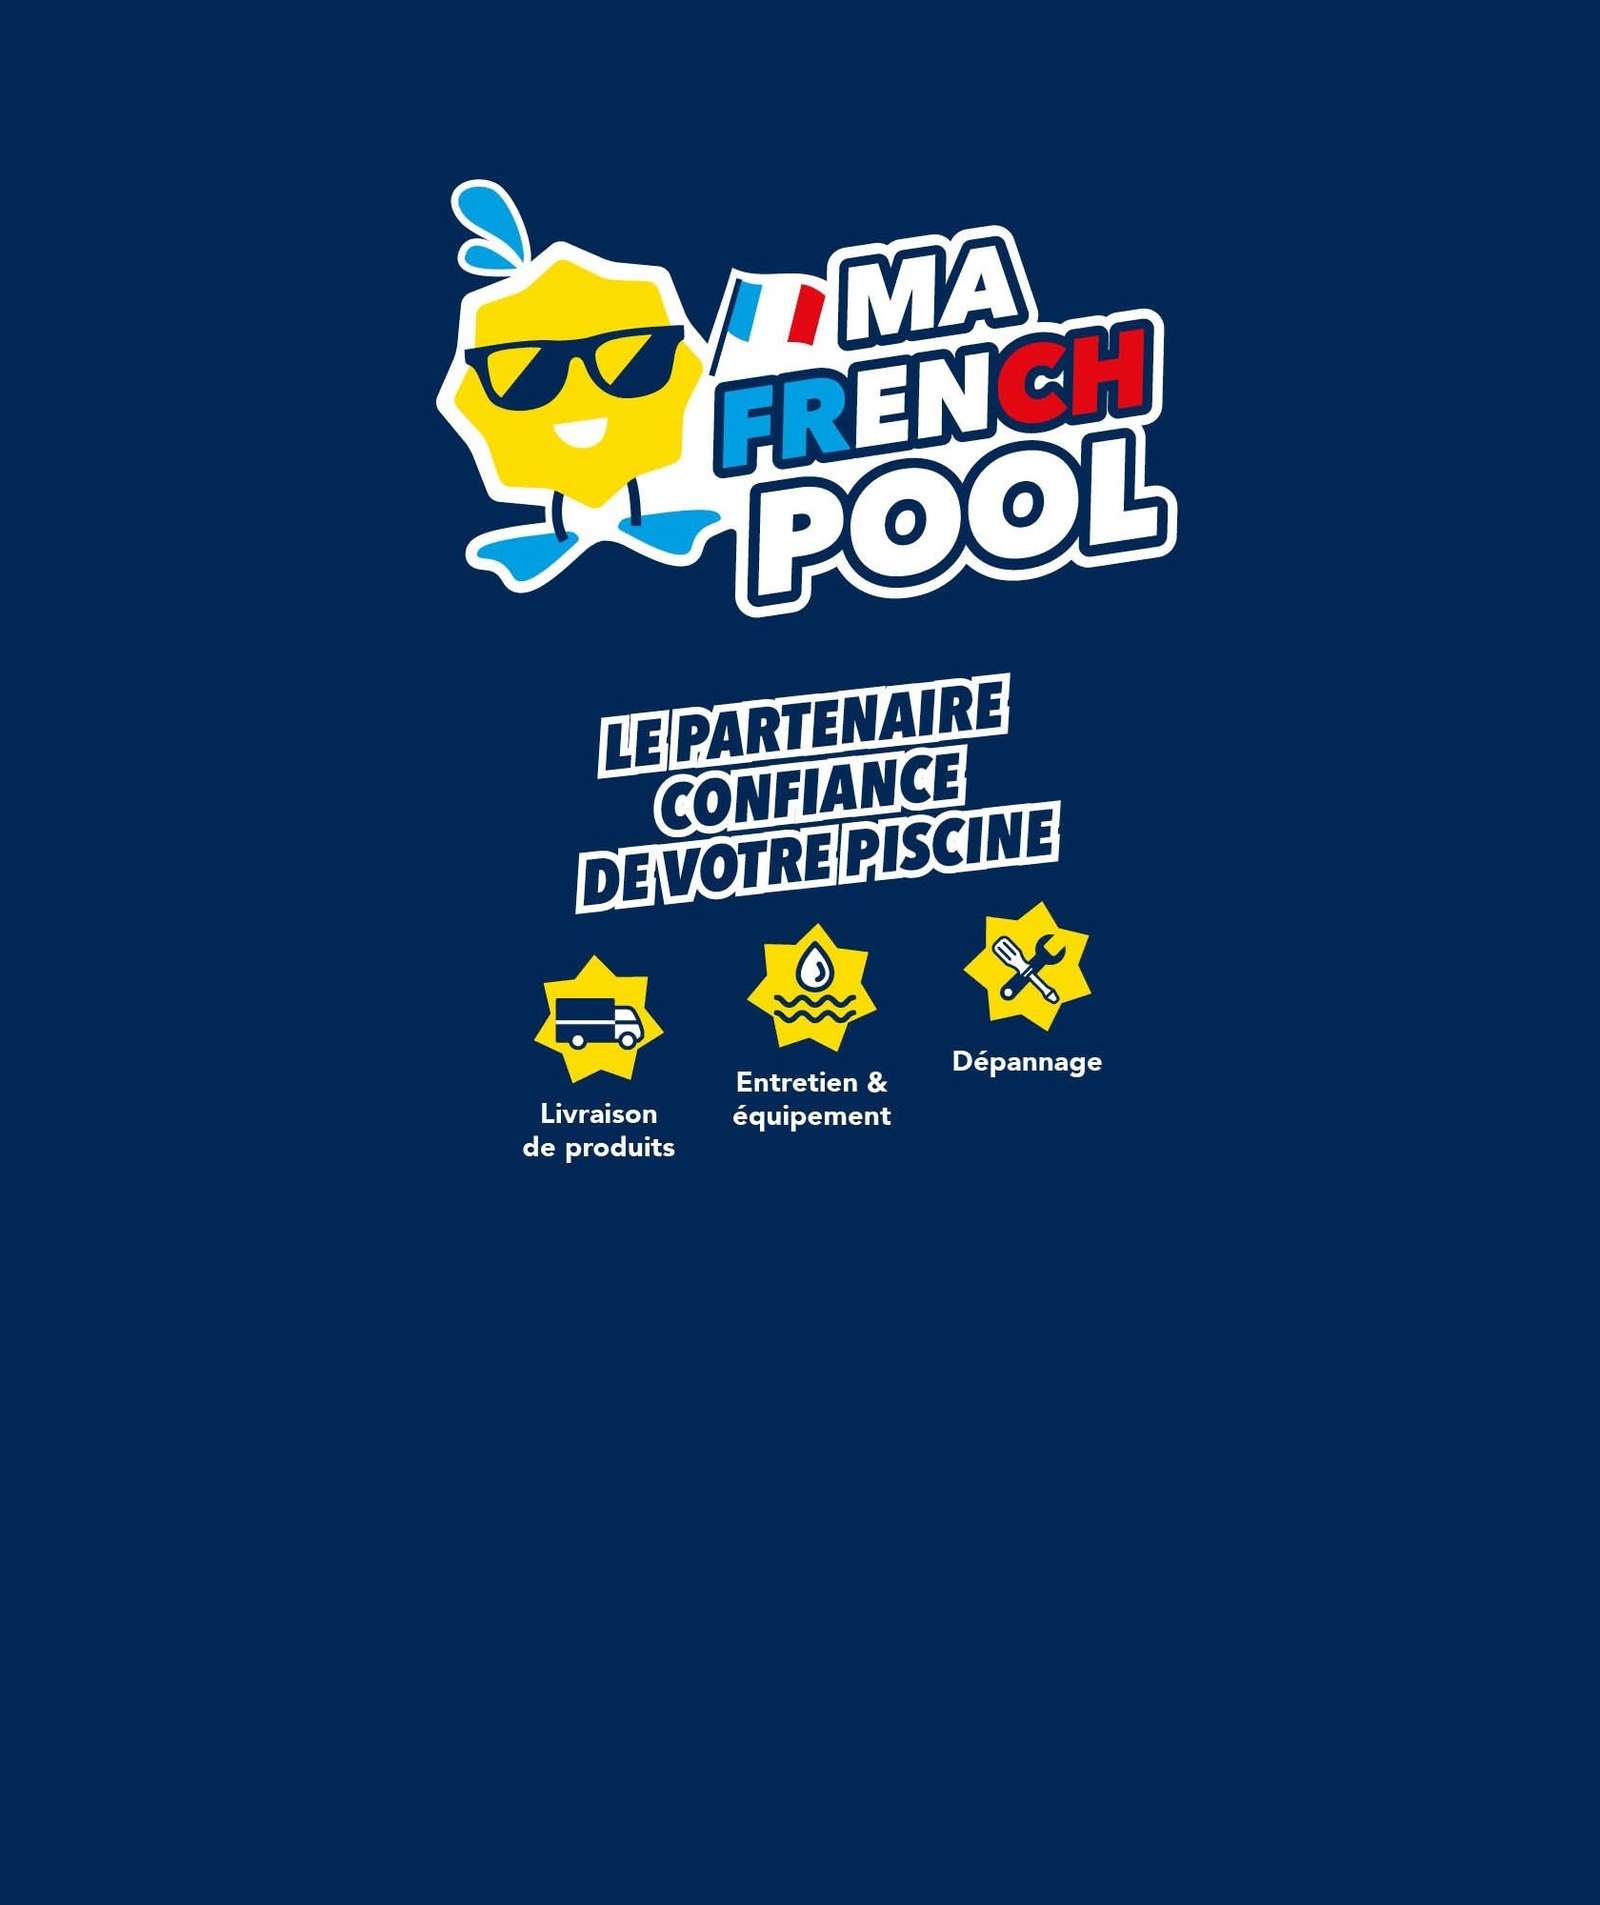 MA
FRENCH
POOL
LE PARTENAIRE
CONFIANCE
DE VOTRE PISCINE
Livraison
de produits
Entretien &
équipement
Dépannage